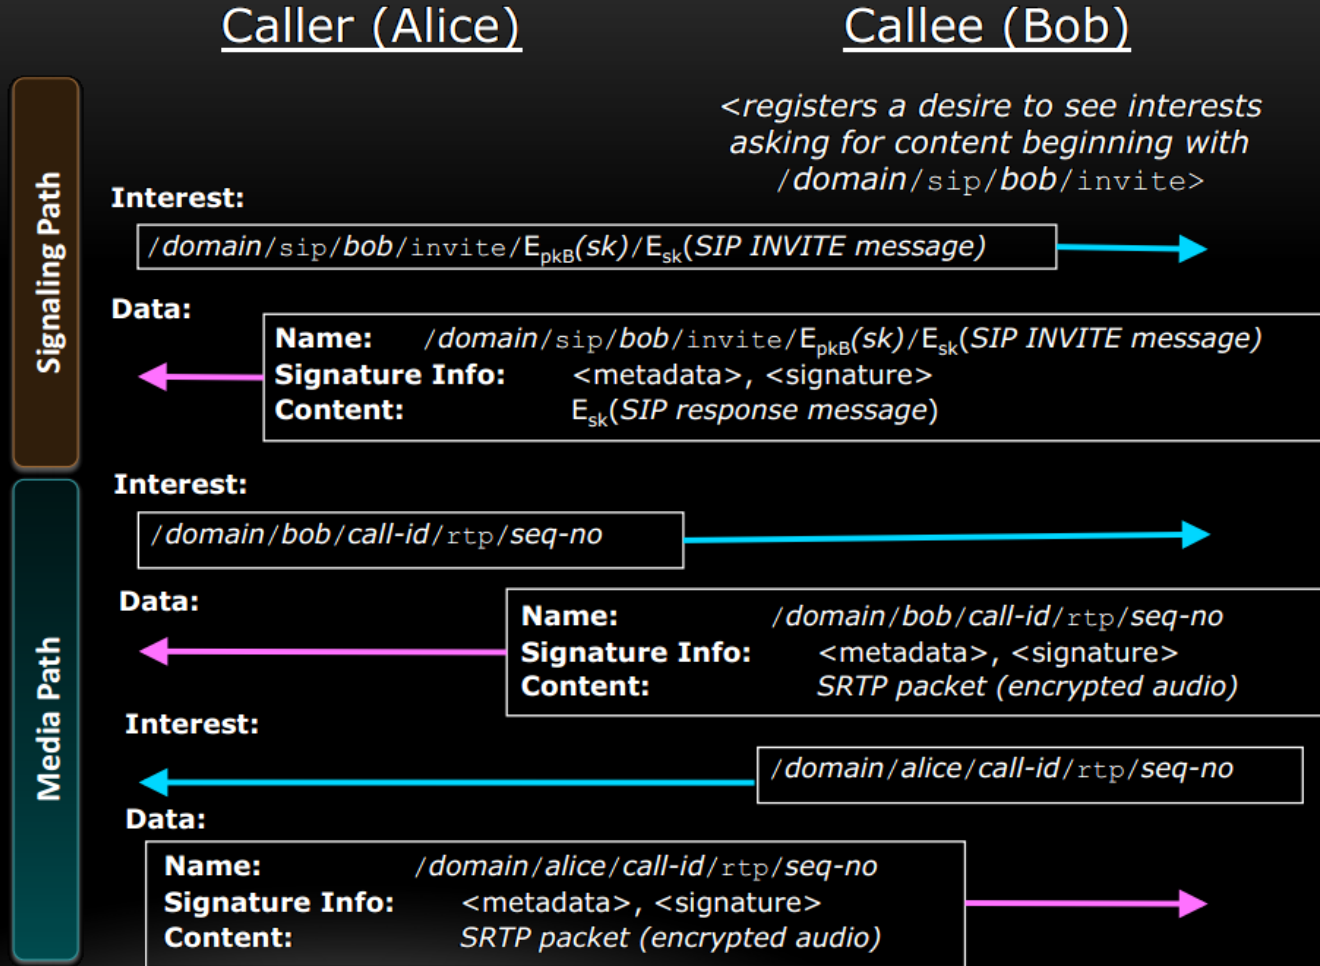 Caller (Alice)
Callee (Bob)
Signaling Path
<registers a desire to see interests
asking for content beginning with
/domain/sip/bob/invite>
Interest:
/domain/sip/bob/invite/EpkB(sk)/Esk(SIP INVITE message)
Data:
Name: /domain/sip/bob/invite/EpkB(sk)/Esk(SIP INVITE message)
Signature Info: <metadata>, <signature>
Content: Esk(SIP response message)
Media Path
Interest:
/domain/bob/call-id/rtp/seq-no
Data:
Name: /domain/bob/call-id/rtp/seq-no
Signature Info: <metadata>, <signature>
Content: SRTP packet (encrypted audio)
Interest:
/domain/alice/call-id/rtp/seq-no
Data:
Name: /domain/alice/call-id/rtp/seq-no
Signature Info: <metadata>, <signature>
Content: SRTP packet (encrypted audio)